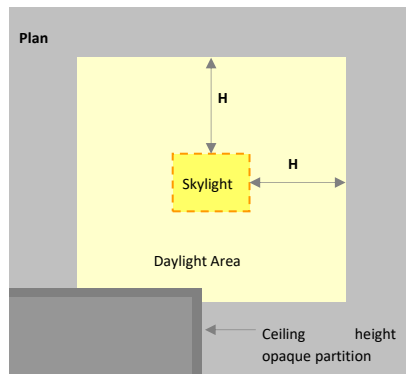 Plan
H
H
Skylight
Daylight Area
Ceiling height
opaque partition